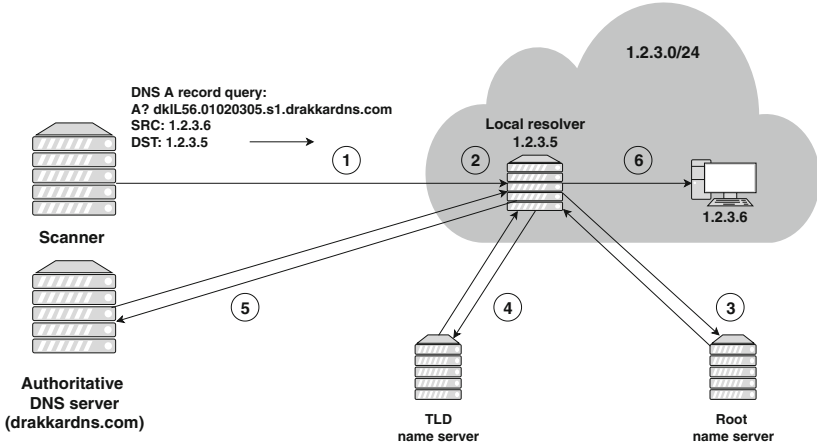 1.2.3.0/24
DNS A record query:
A? dklL56.01020305.s1.drakkardns.com
SRC: 1.2.3.6
DST: 1.2.3.5
Local resolver
1.2.3.5
1
2
6
Scanner
1.2.3.6
5
4
3
Authoritative
DNS server
(drakkardns.com)
TLD
name server
Root
name server